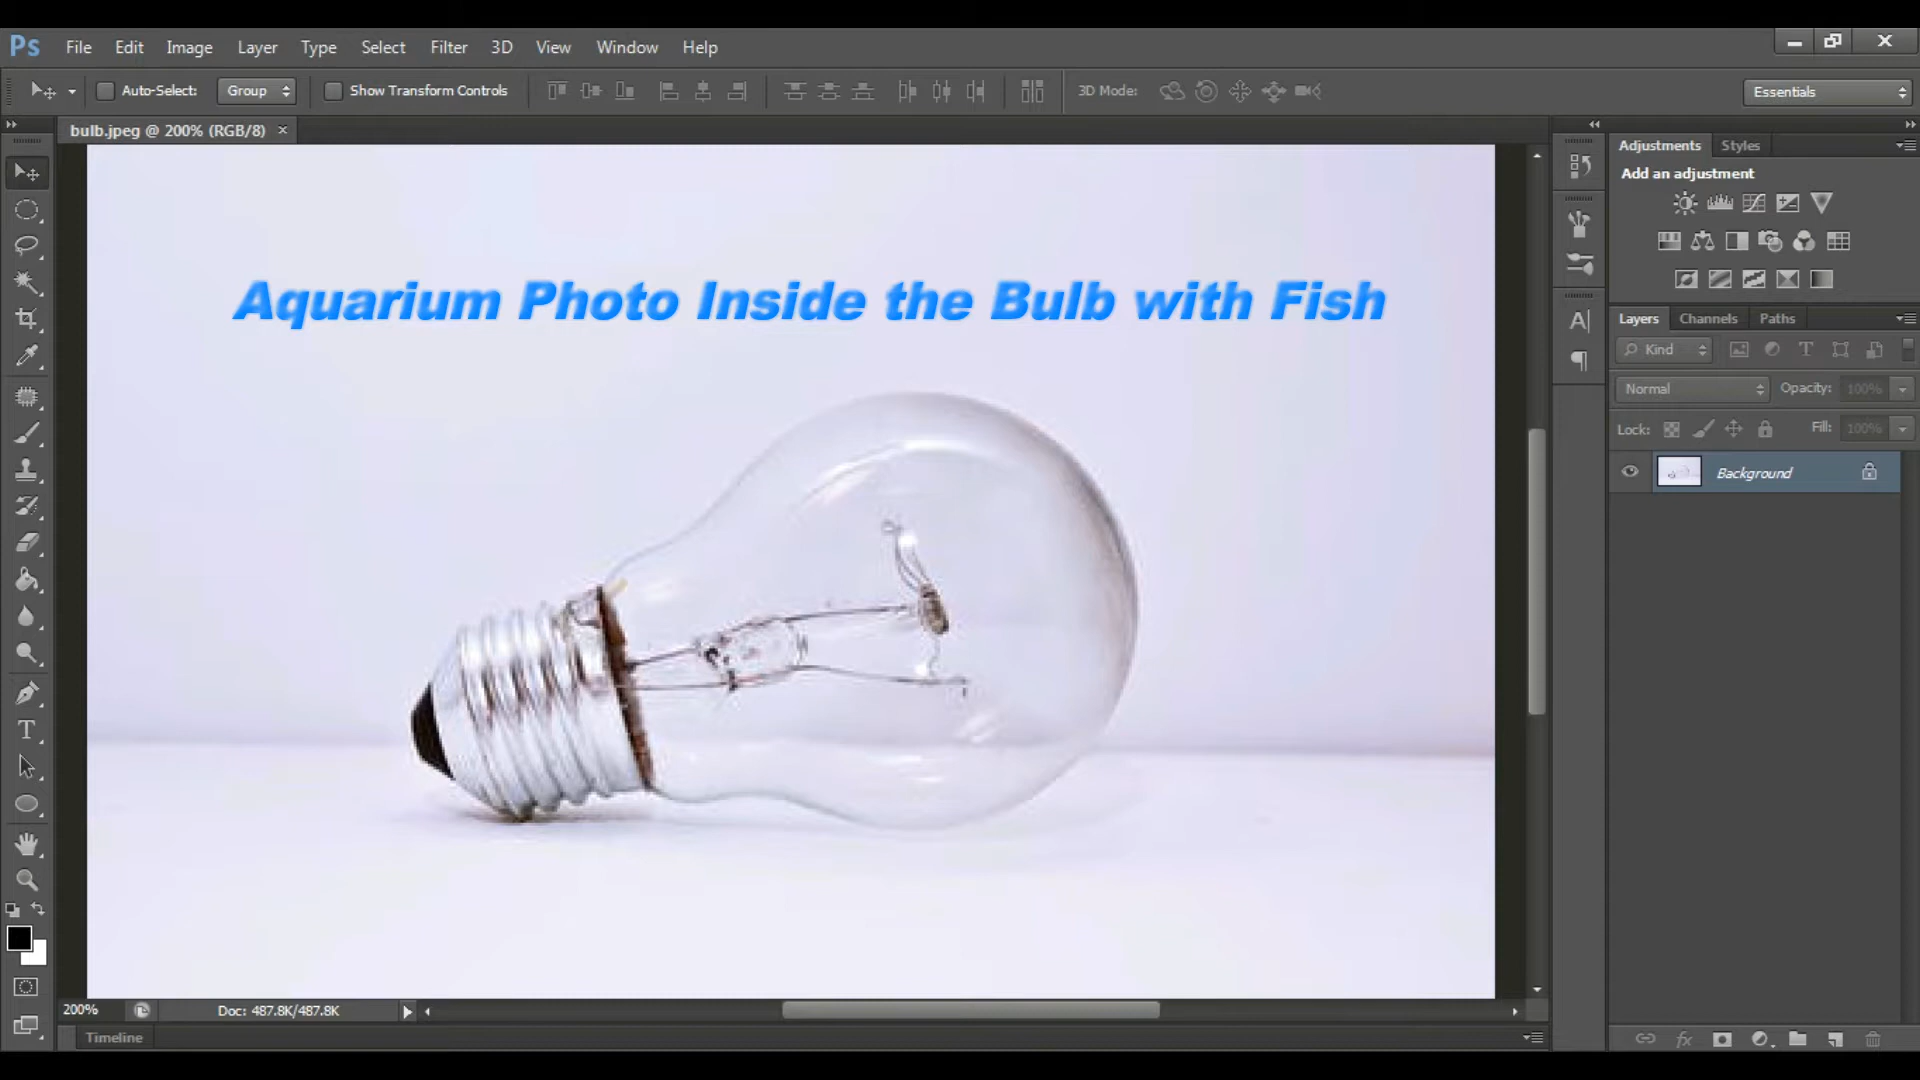 Ps File Edit Image Layer Type Select Filter 3D View Window Help
Auto-Select: Group Show Transform Controls 3D Mode: Essentials
bulb.jpeg @ 200% (RGB/8) ×
Adjustments Styles
Add an adjustment
Aquarium Photo Inside the Bulb with Fish
Layers Channels Paths
Kind
Normal Opacity: 100%
Lock: Fill: 100%
Background
200% Doc: 487.8K/487.8K
Timeline